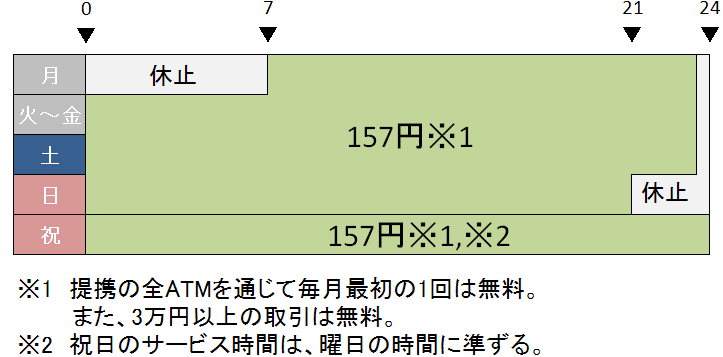 0 7 21 24
月 休止
火～金
157円※1
土
日 休止
祝 157円※1,※2
※1 提携の全ATMを通じて毎月最初の1回は無料。
また、3万円以上の取引は無料。
※2 祝日のサービス時間は、曜日の時間に準ずる。